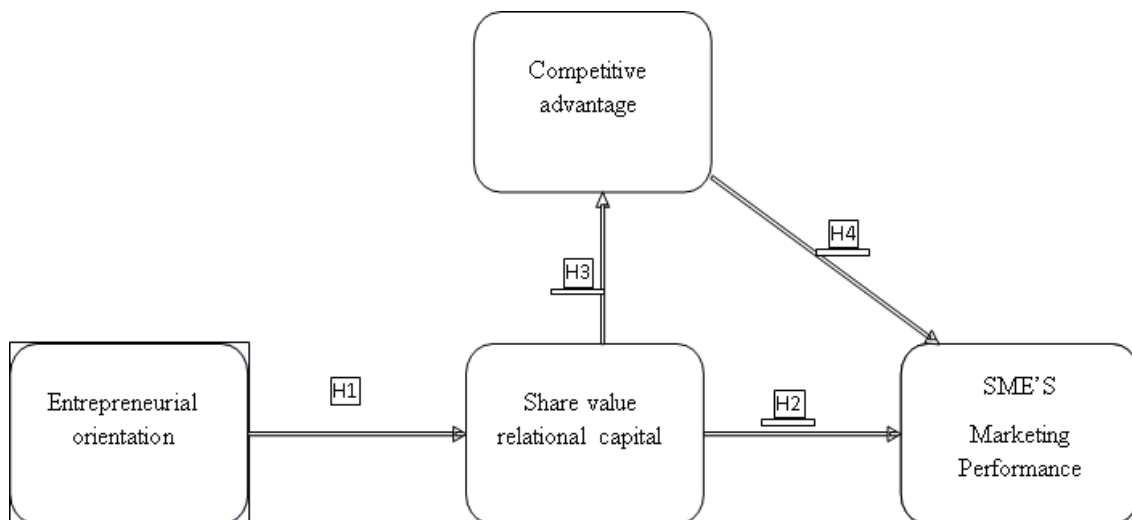 Competitive
advantage
H4
H3
Entrepreneurial
orientation
H1
Share value
relational capital
H2
SME'S
Marketing
Performance